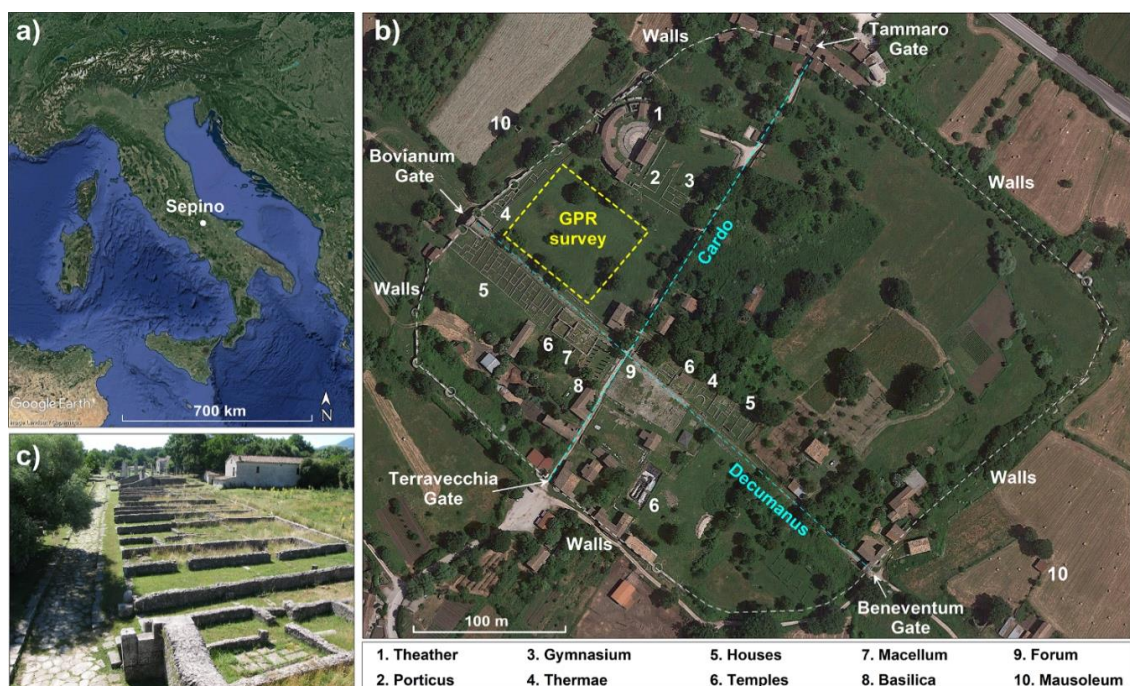 a)
Sepino
Google Earth
Image Landsat / Copernicus
700 km
N
b)
Walls
Tammaro
Gate
10
1
Bovianum
Gate
2
3
4
GPR
survey
Cardo
Walls
Walls
5
6
7
6
4
9
8
5
Terravecchia
Gate
6
Decumanus
Walls
Walls
10
Beneventum
Gate
100 m
c)
1. Theather
3. Gymnasium
5. Houses
7. Macellum
9. Forum
2. Porticus
4. Thermae
6. Temples
8. Basilica
10. Mausoleum